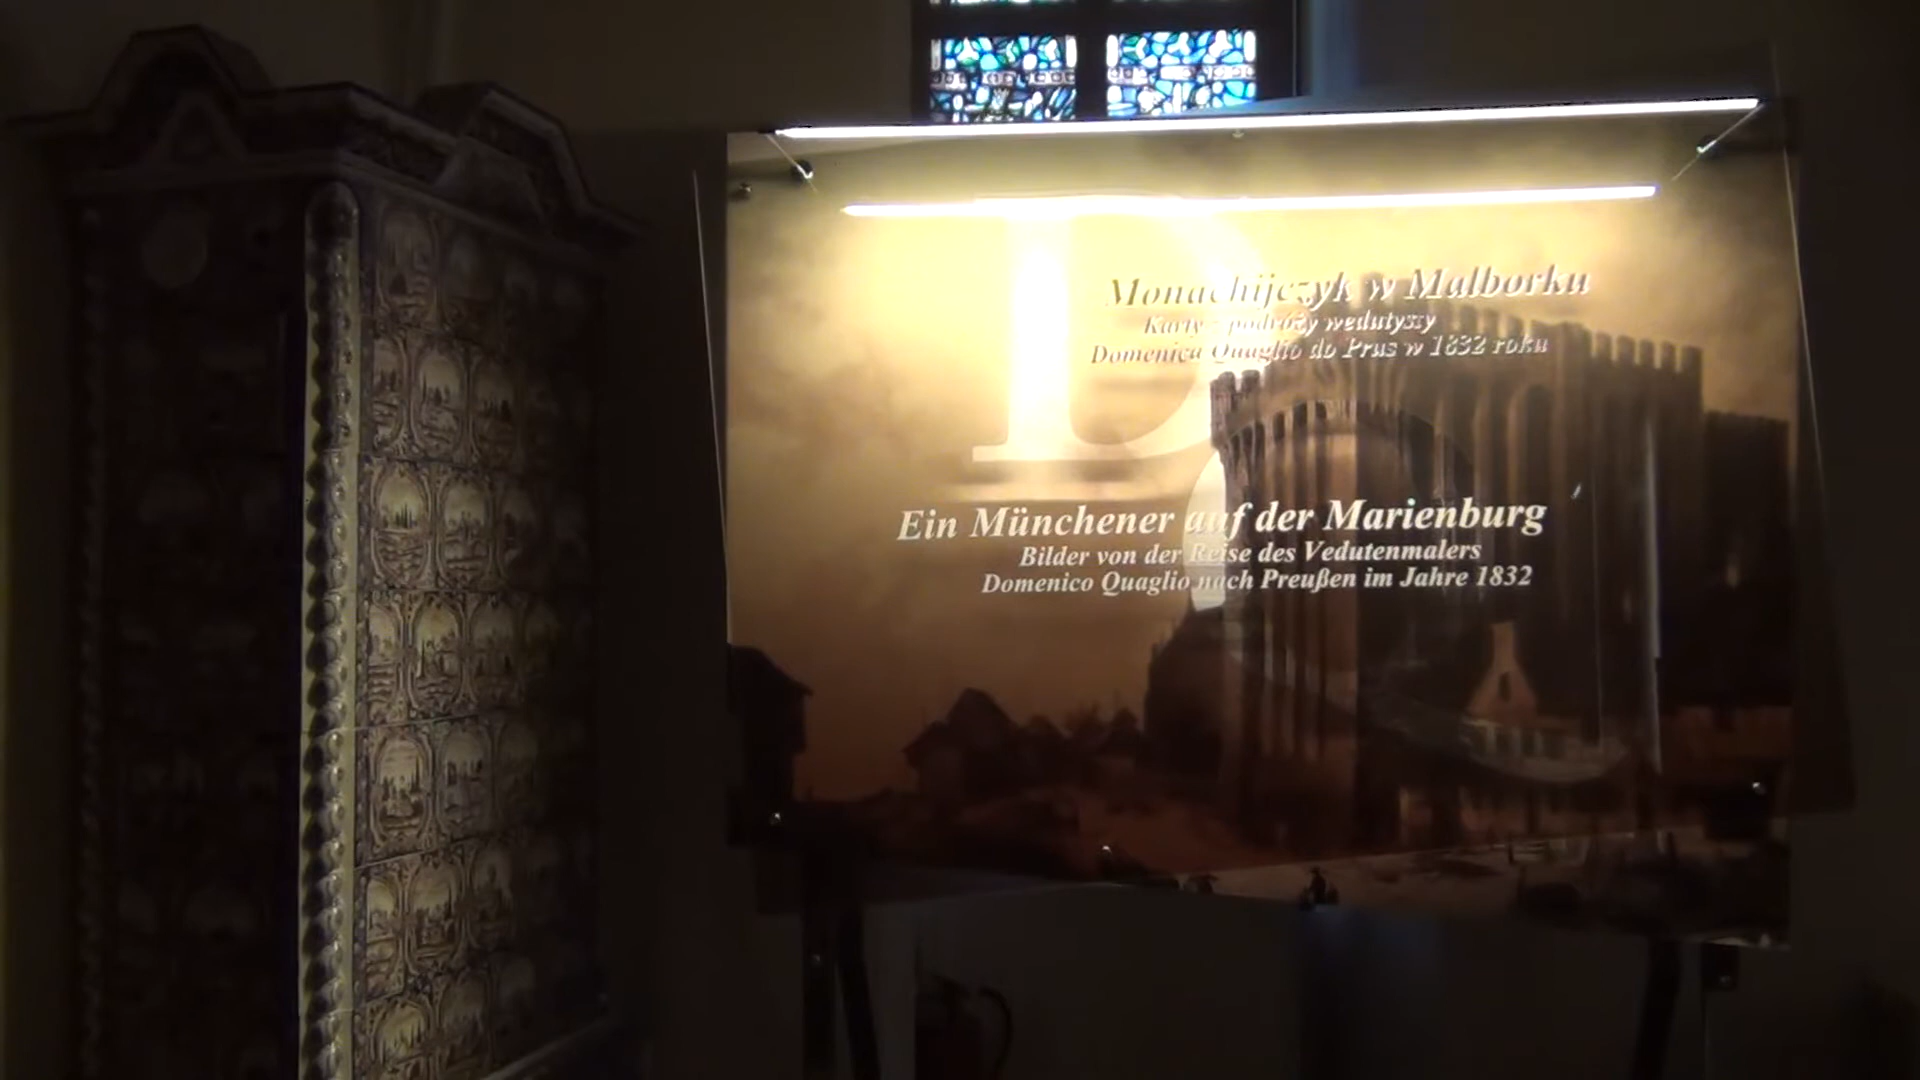 D
Monachijczyk w Malborku
Karty z podróży wedutysty
Domenica Quaglio do Prus w 1832 roku
Ein Münchener auf der Marienburg
Bilder von der Reise des Vedutenmalers
Domenico Quaglio nach Preußen im Jahre 1832